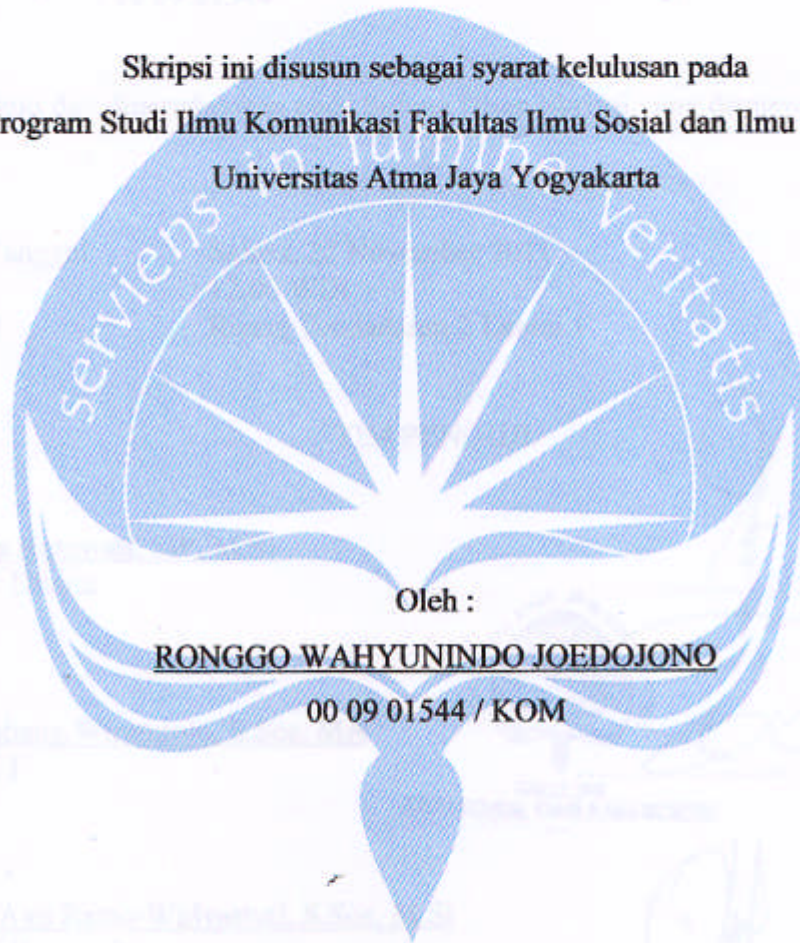 Skripsi ini disusun sebagai syarat kelulusan pada
rogram Studi Ilmu Komunikasi Fakultas Ilmu Sosial dan Ilmu
Universitas Atma Jaya Yogyakarta
serviens in lumine veritatis
Oleh :
RONGGO WAHYUNINDO JOEDOJONO
00 09 01544 / KOM